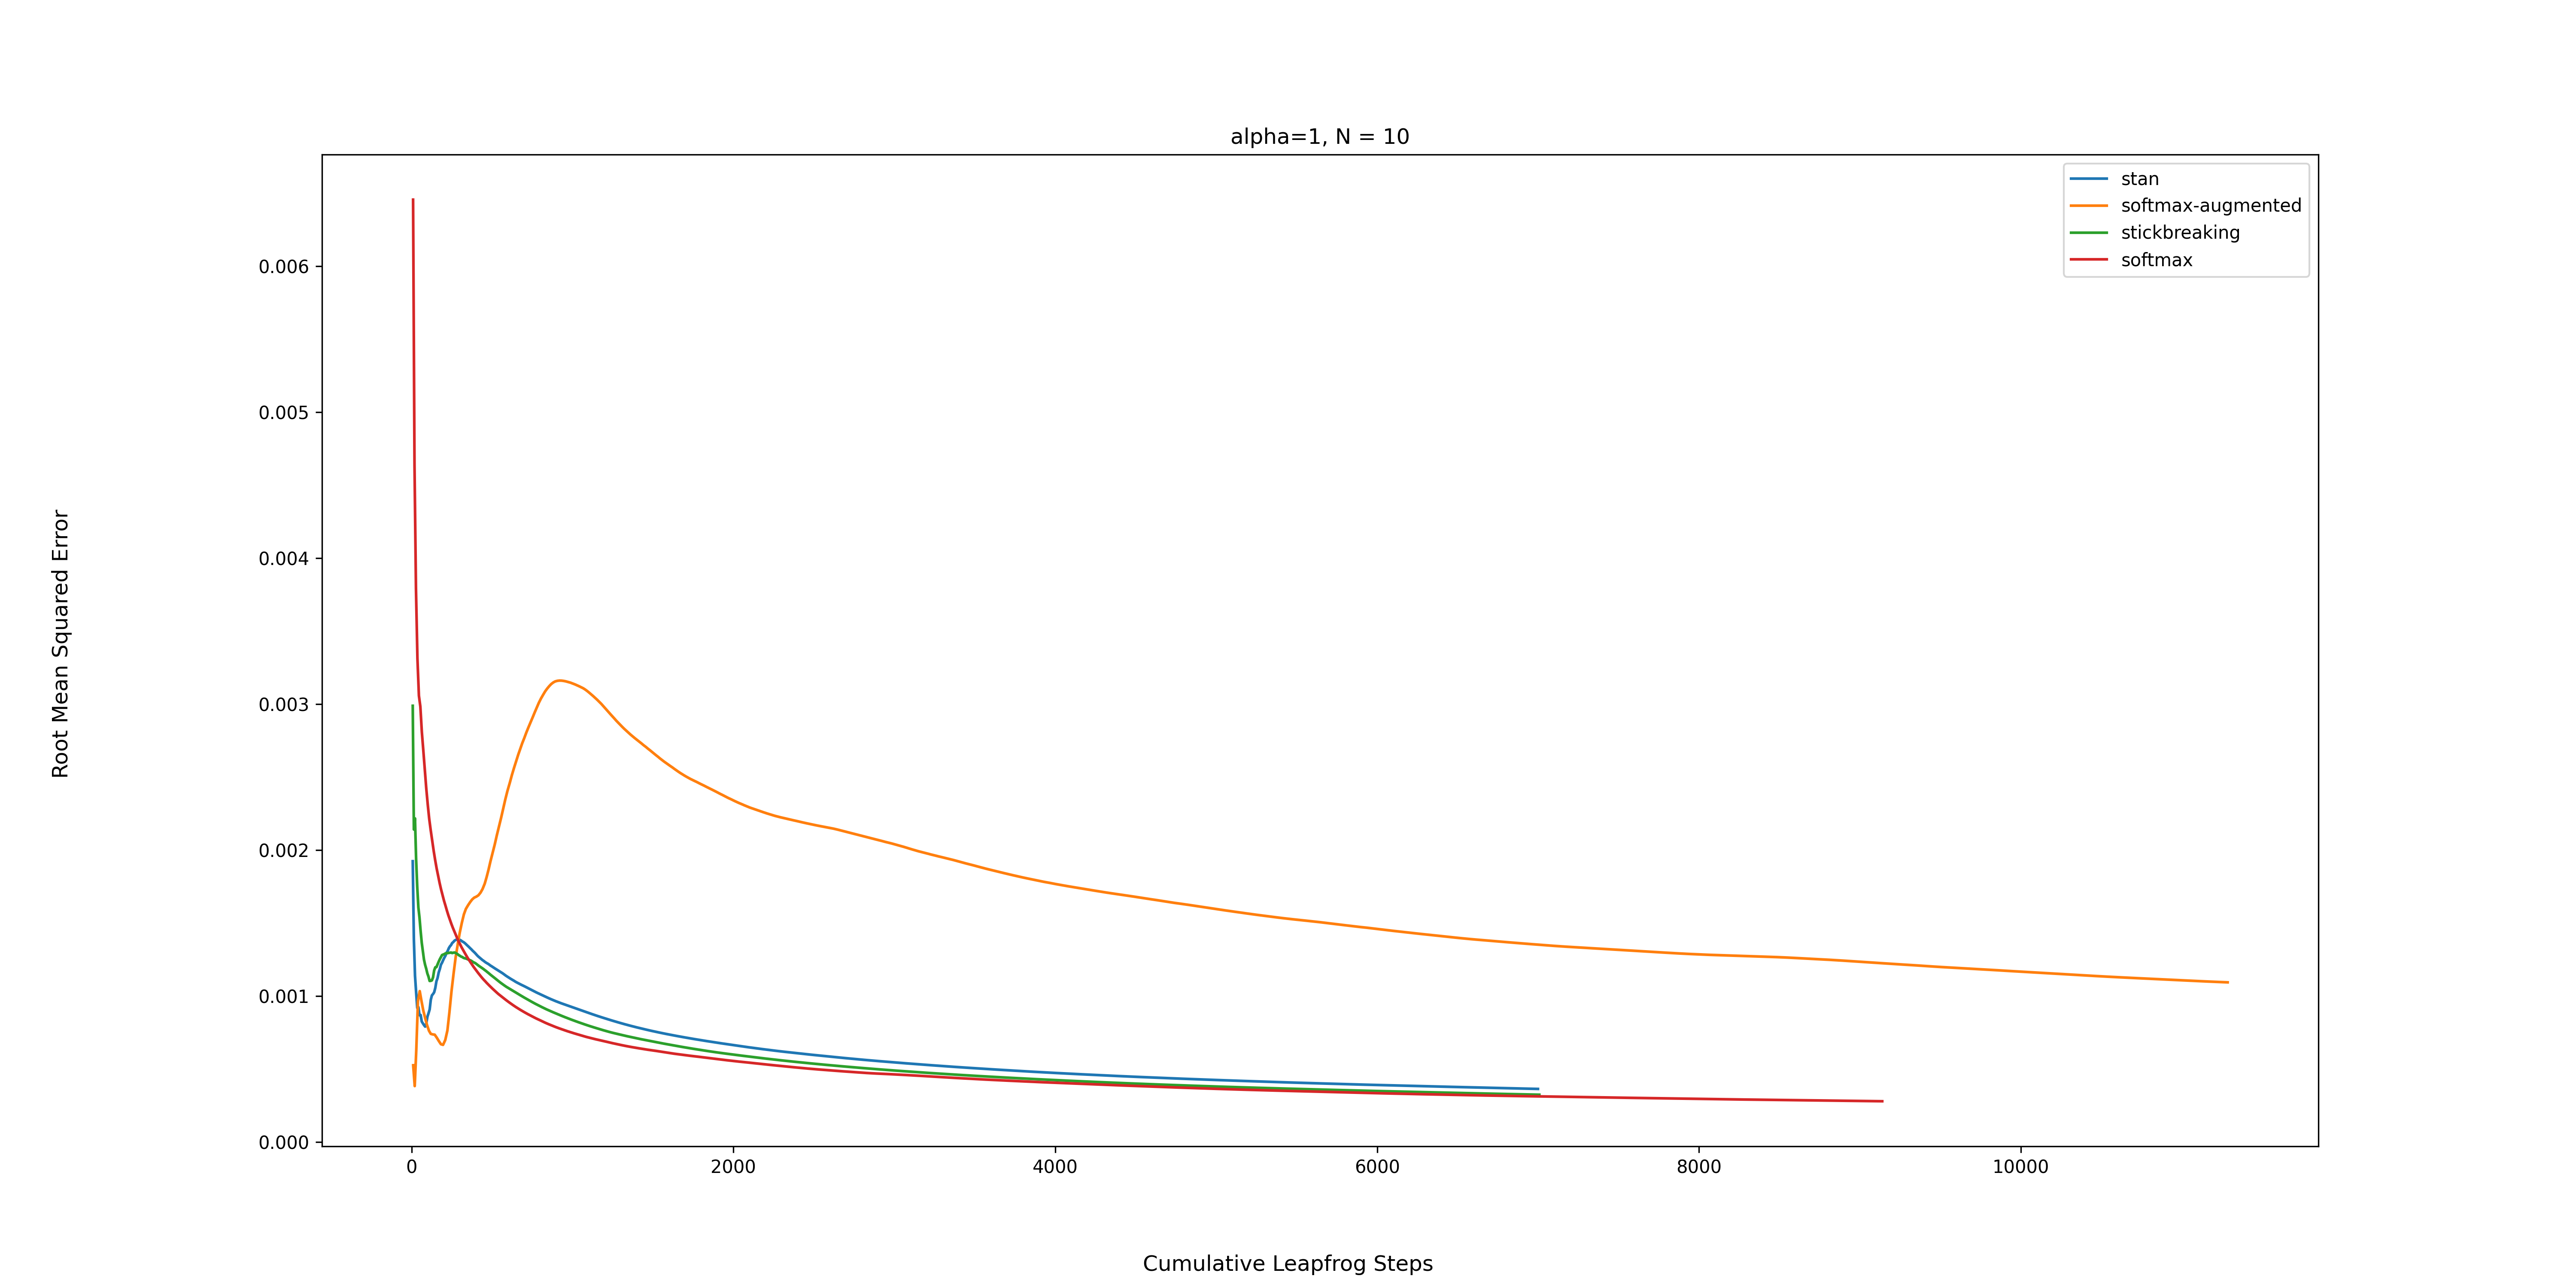 alpha=1, N = 10
stan
softmax-augmented
stickbreaking
softmax
Root Mean Squared Error
0.006
0.005
0.004
0.003
0.002
0.001
0.000
0 2000 4000 6000 8000 10000
Cumulative Leapfrog Steps